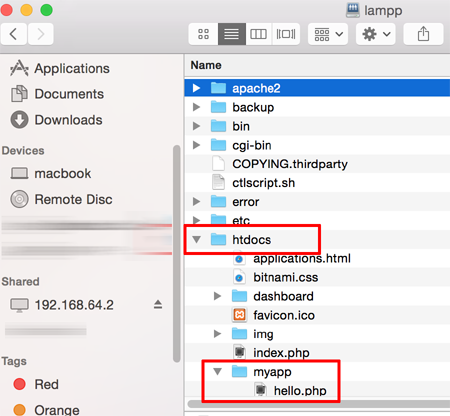 lampp
Applications
Documents
Downloads
Devices
macbook
Remote Disc
Shared
192.168.64.2
Tags
Red
Orange
Name
apache2
backup
bin
cgi-bin
COPYING.thirdparty
ctlscript.sh
error
etc
htdocs
applications.html
bitnami.css
dashboard
favicon.ico
img
index.php
myapp
hello.php